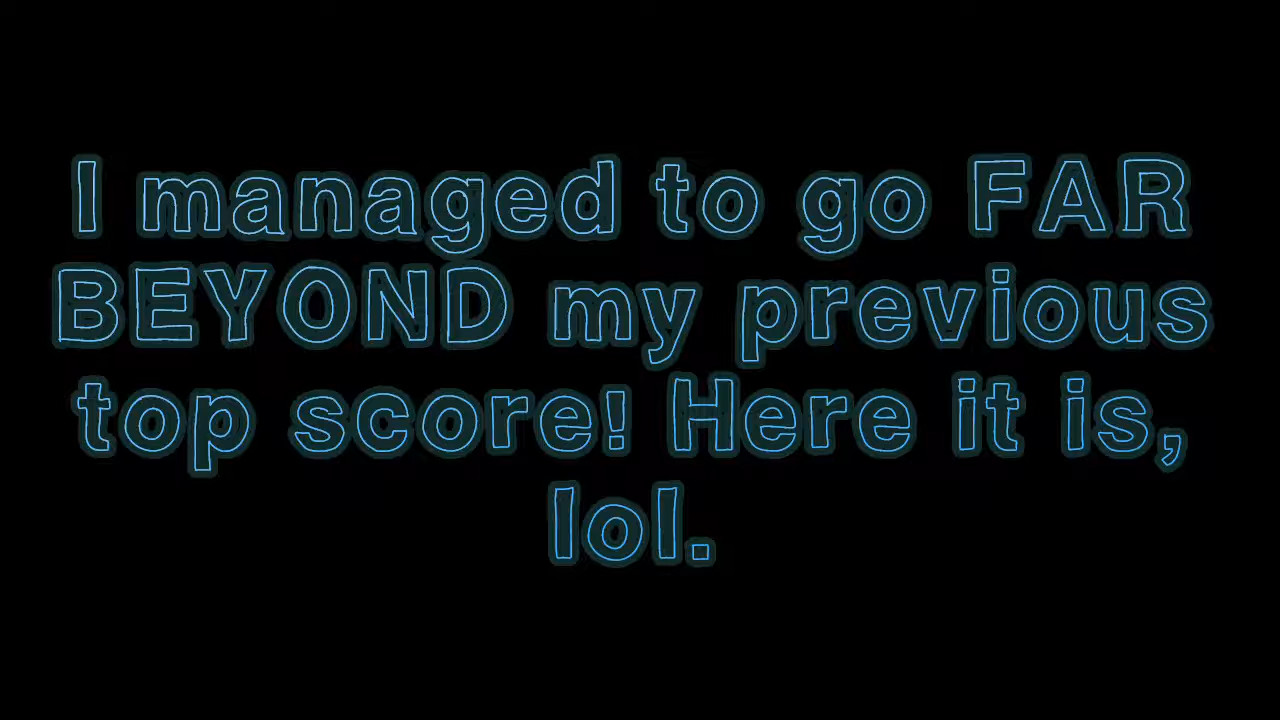 I managed to go FAR
BEYOND my previous
top score! Here it is,
lol.